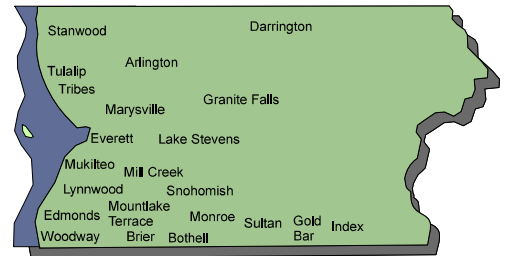 Darrington
Stanwood
Arlington
Tulalip
Tribes
Granite Falls
Marysville
Everett
Lake Stevens
Mukilteo
Mill Creek
Lynnwood
Snohomish
Mountlake
Terrace
Edmonds
Monroe
Sultan
Gold
Bar
Index
Woodway
Brier
Bothell